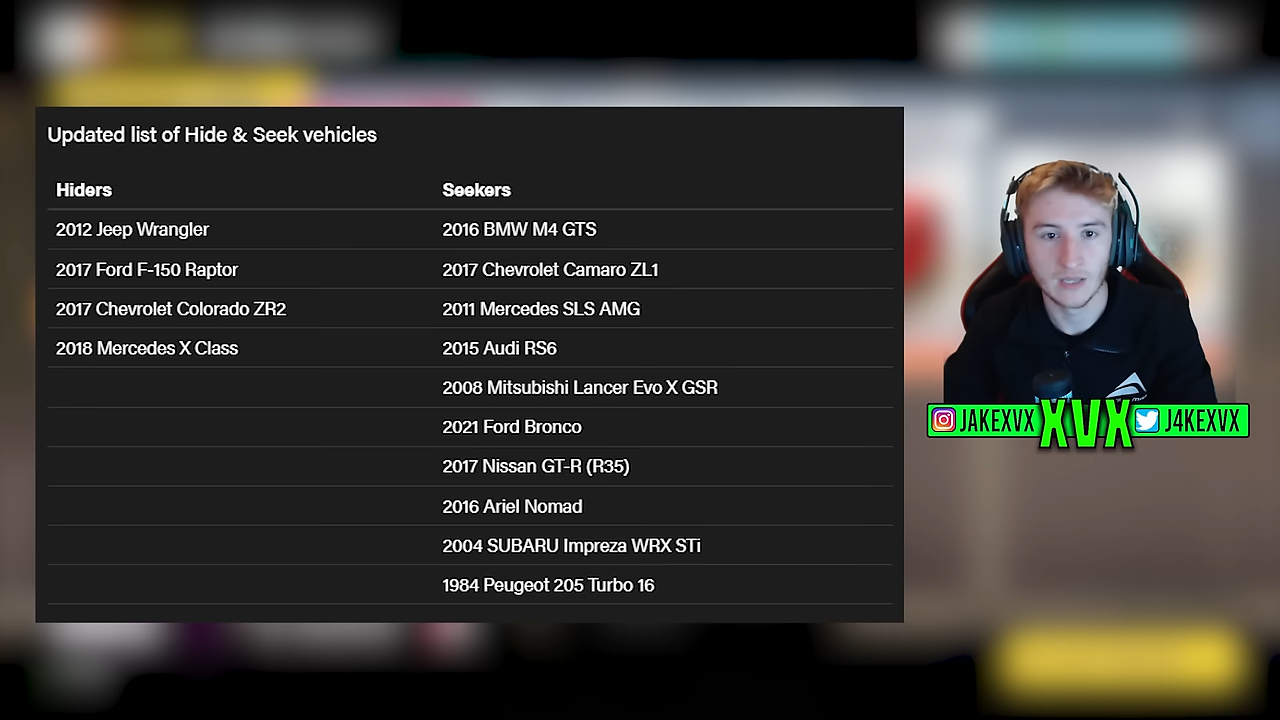 Updated list of Hide & Seek vehicles
Hiders Seekers
2012 Jeep Wrangler 2016 BMW M4 GTS
2017 Ford F-150 Raptor 2017 Chevrolet Camaro ZL1
2017 Chevrolet Colorado ZR2 2011 Mercedes SLS AMG
2018 Mercedes X Class 2015 Audi RS6
2008 Mitsubishi Lancer Evo X GSR
2021 Ford Bronco
2017 Nissan GT-R (R35)
2016 Ariel Nomad
2004 SUBARU Impreza WRX STi
1984 Peugeot 205 Turbo 16
JAKEXVX XVX J4KEXVX